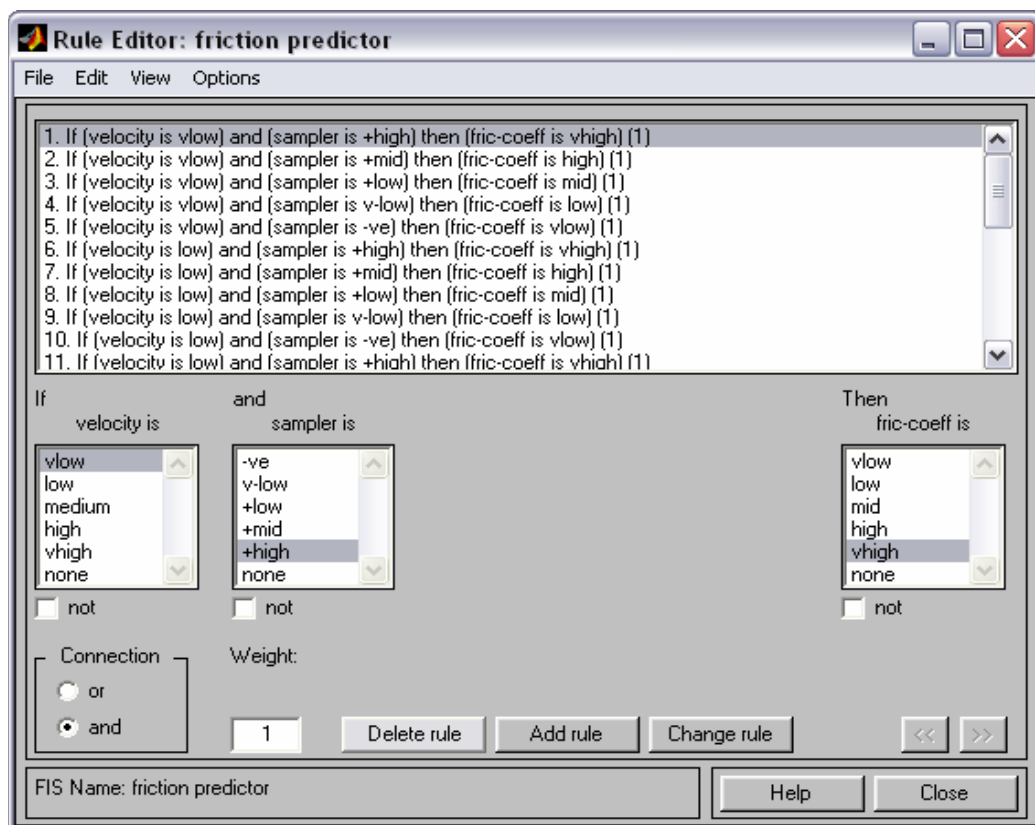 Rule Editor: friction predictor
File Edit View Options
1. If (velocity is vlow) and (sampler is +high) then (fric-coeff is vhigh) (1)
2. If (velocity is vlow) and (sampler is +mid) then (fric-coeff is high) (1)
3. If (velocity is vlow) and (sampler is +low) then (fric-coeff is mid) (1)
4. If (velocity is vlow) and (sampler is v-low) then (fric-coeff is low) (1)
5. If (velocity is vlow) and (sampler is -ve) then (fric-coeff is vlow) (1)
6. If (velocity is low) and (sampler is +high) then (fric-coeff is vhigh) (1)
7. If (velocity is low) and (sampler is +mid) then (fric-coeff is high) (1)
8. If (velocity is low) and (sampler is +low) then (fric-coeff is mid) (1)
9. If (velocity is low) and (sampler is v-low) then (fric-coeff is low) (1)
10. If (velocity is low) and (sampler is -ve) then (fric-coeff is vlow) (1)
11. If (velocity is low) and (sampler is +high) then (fric-coeff is vhigh) (1)
If and Then
velocity is sampler is fric-coeff is
vlow -ve vlow
low v-low low
medium +low mid
high +mid high
vhigh +high vhigh
none none none
not not not
Connection Weight:
or
and 1 Delete rule Add rule Change rule << >>
FIS Name: friction predictor Help Close